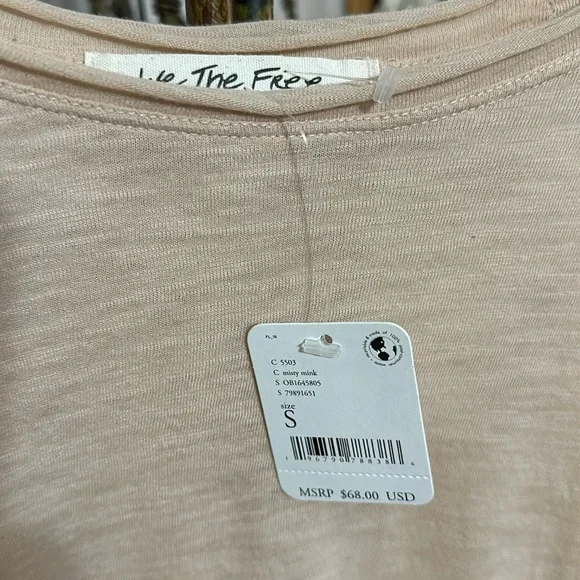 We The Free
C 5503
C misty mink
S OB1645805
S 79891651
size
S
MSRP $68.00 USD